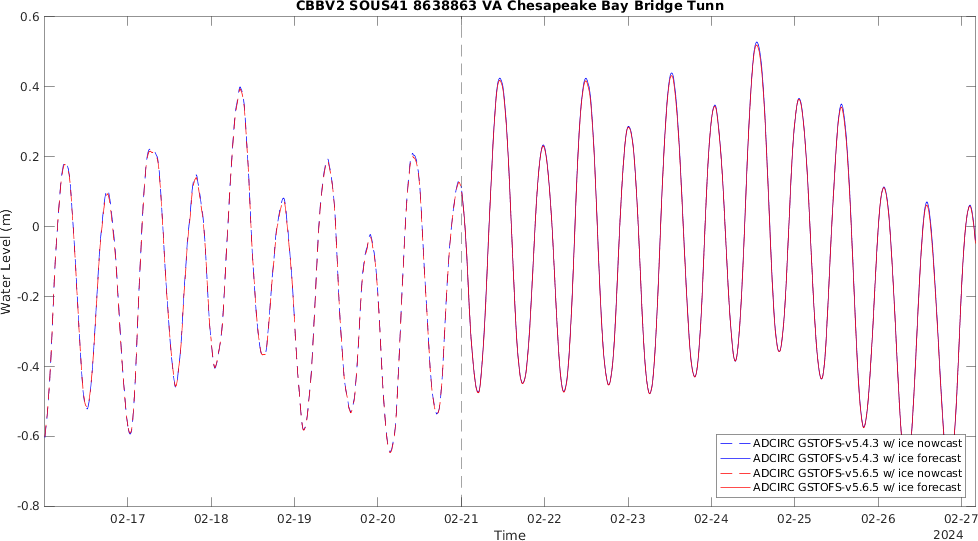 CBBV2 SOUS41 8638863 VA Chesapeake Bay Bridge Tunn
Water Level (m)
0.6
0.4
0.2
0
-0.2
-0.4
-0.6
-0.8
ADCIRC GSTOFS-v5.4.3 w/ ice nowcast
ADCIRC GSTOFS-v5.4.3 w/ ice forecast
ADCIRC GSTOFS-v5.6.5 w/ ice nowcast
ADCIRC GSTOFS-v5.6.5 w/ ice forecast
02-17 02-18 02-19 02-20 02-21 02-22 02-23 02-24 02-25 02-26 02-27
Time
2024